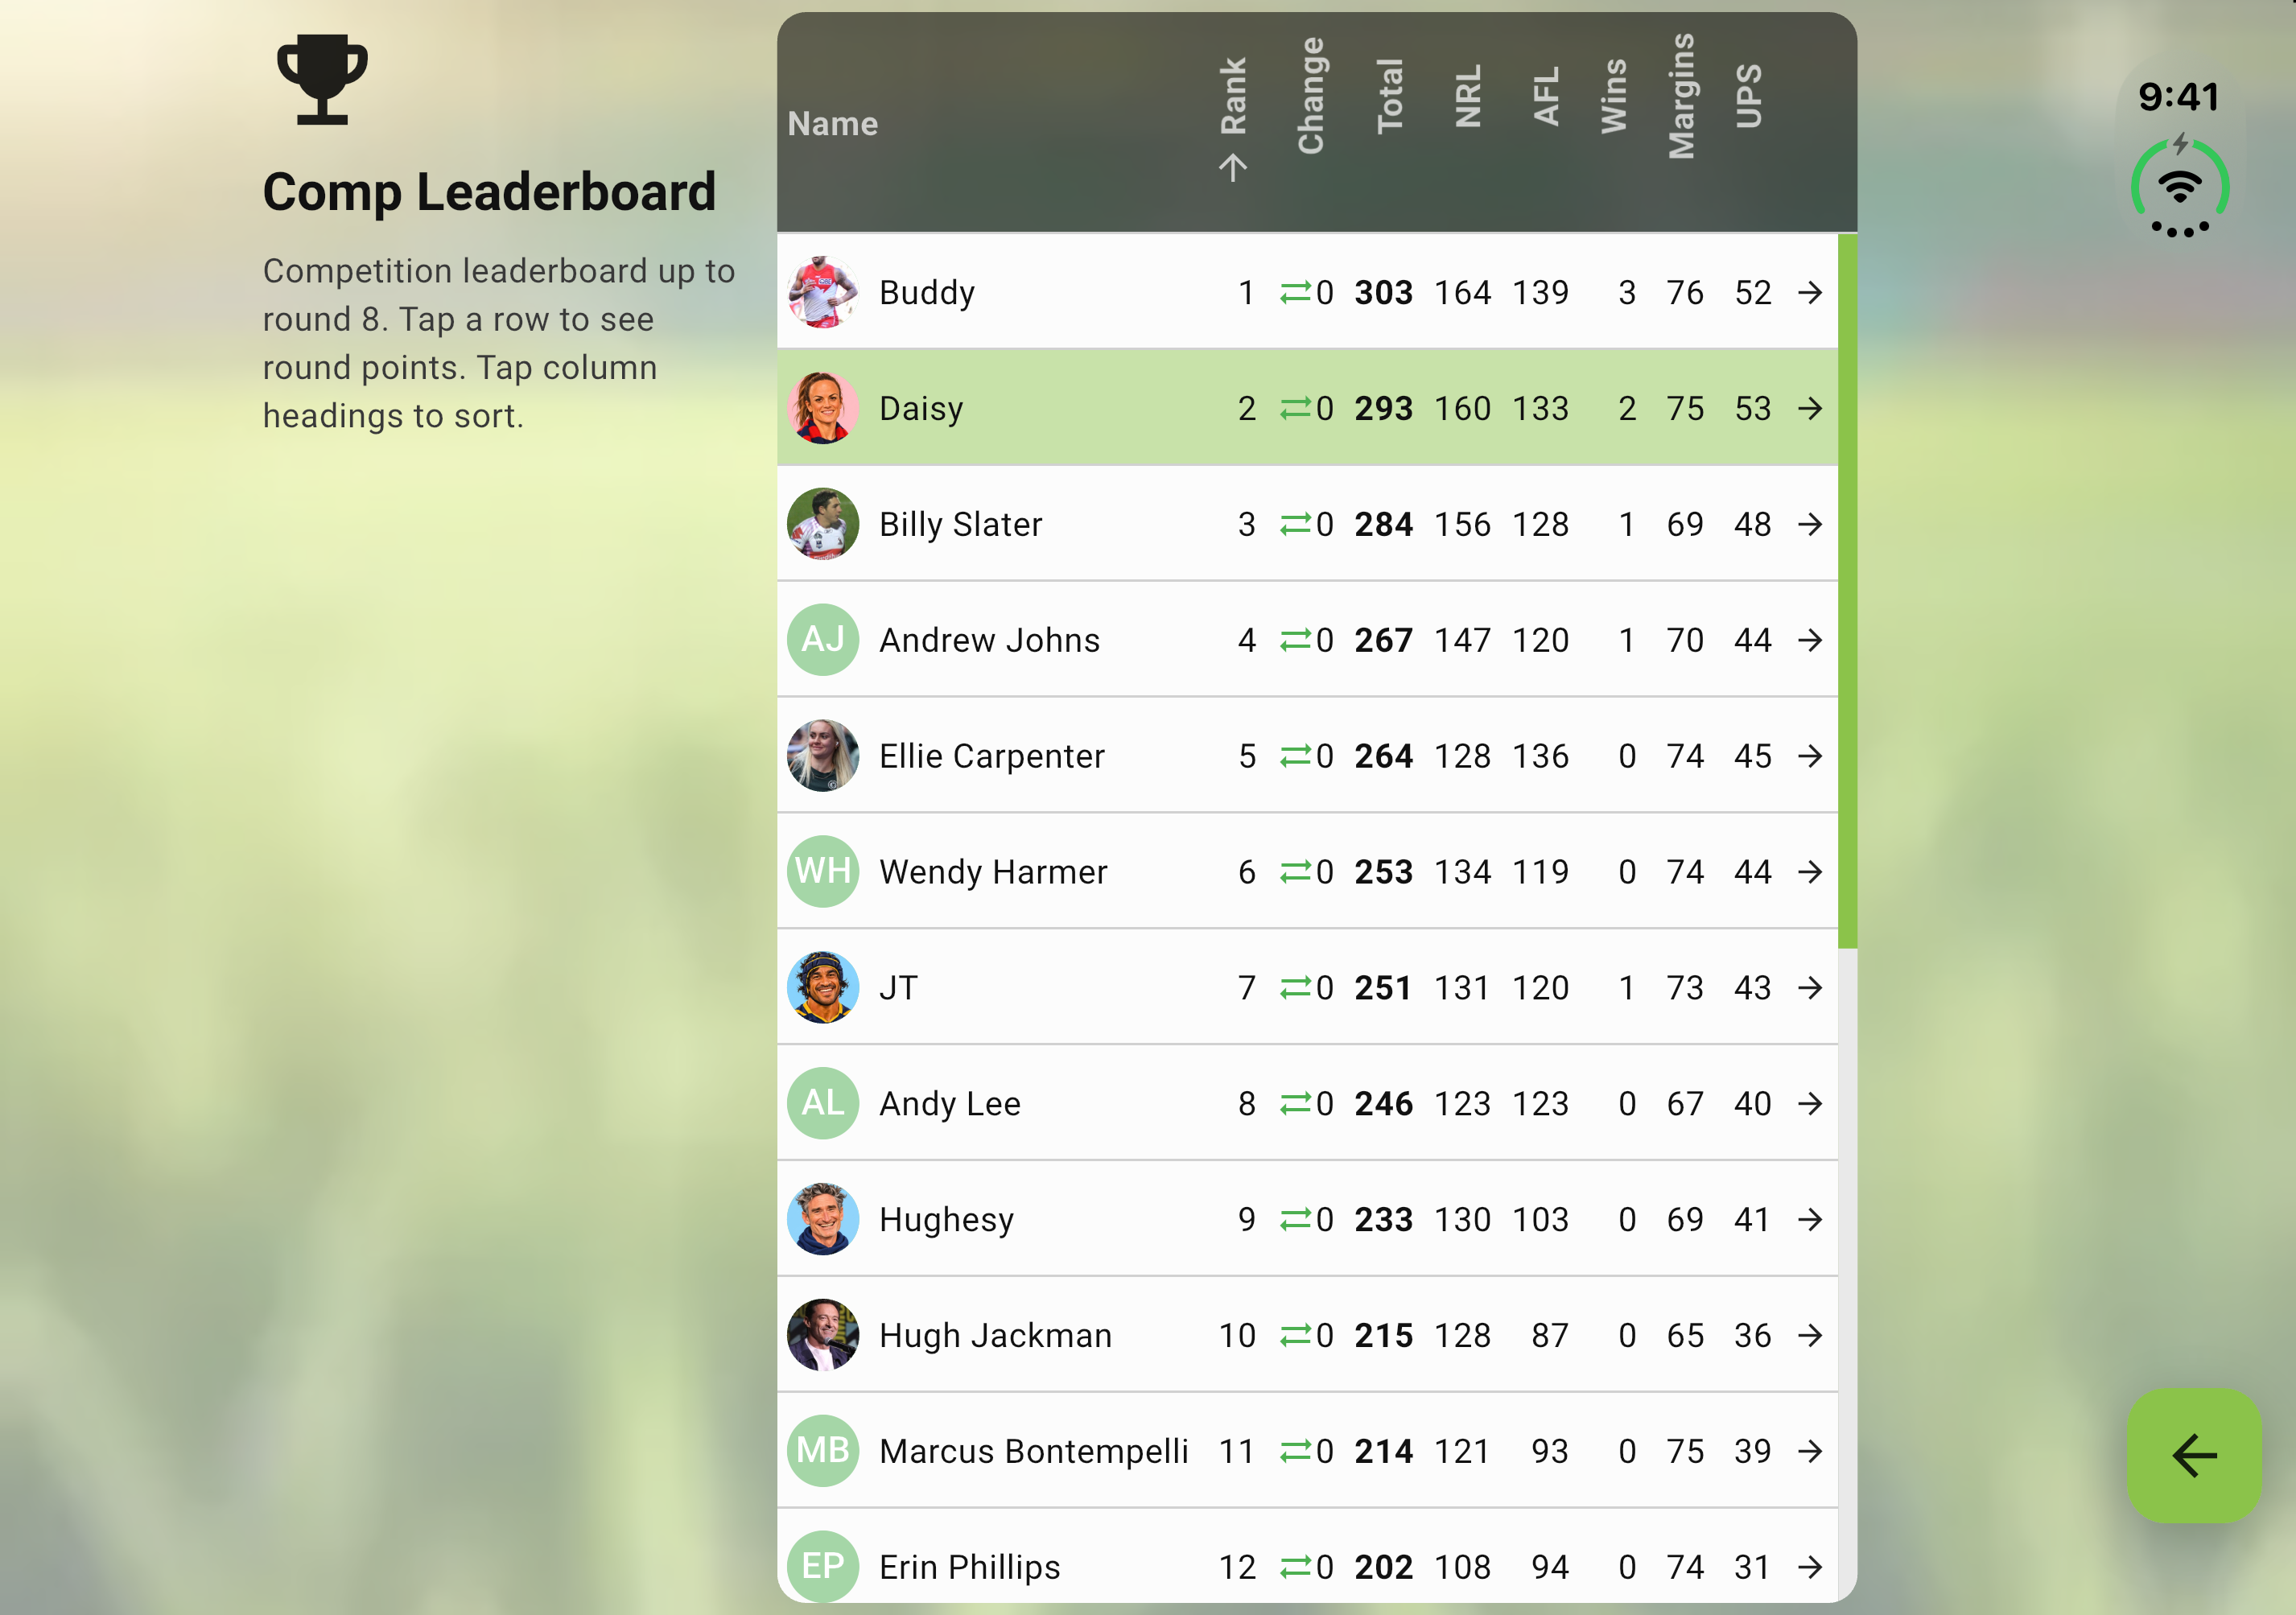 Comp Leaderboard
Competition leaderboard up to
round 8. Tap a row to see
round points. Tap column
headings to sort.
Name Rank Change Total NRL AFL Wins Margins UPS
Buddy 1 0 303 164 139 3 76 52
Daisy 2 0 293 160 133 2 75 53
Billy Slater 3 0 284 156 128 1 69 48
AJ Andrew Johns 4 0 267 147 120 1 70 44
Ellie Carpenter 5 0 264 128 136 0 74 45
WH Wendy Harmer 6 0 253 134 119 0 74 44
JT 7 0 251 131 120 1 73 43
AL Andy Lee 8 0 246 123 123 0 67 40
Hughesy 9 0 233 130 103 0 69 41
Hugh Jackman 10 0 215 128 87 0 65 36
MB Marcus Bontempelli 11 0 214 121 93 0 75 39
EP Erin Phillips 12 0 202 108 94 0 74 31
9:41